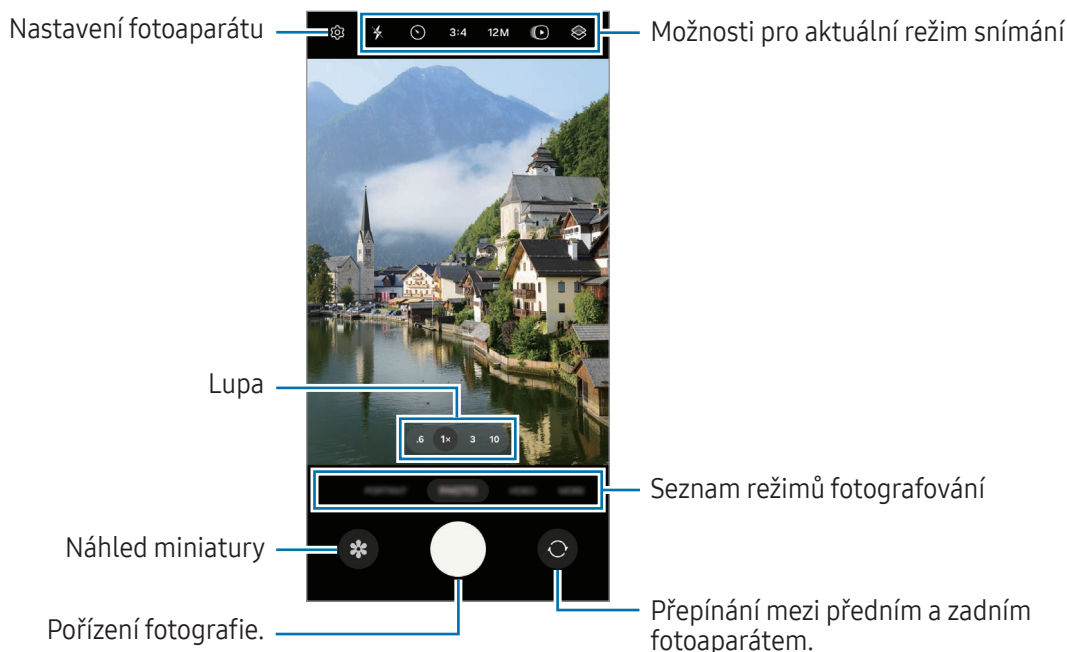 Nastavení fotoaparátu
3:4 12M
Možnosti pro aktuální režim snímání
Lupa
.6 1× 3 10
Seznam režimů fotografování
Náhled miniatury
Pořízení fotografie.
Přepínání mezi předním a zadním
fotoaparátem.